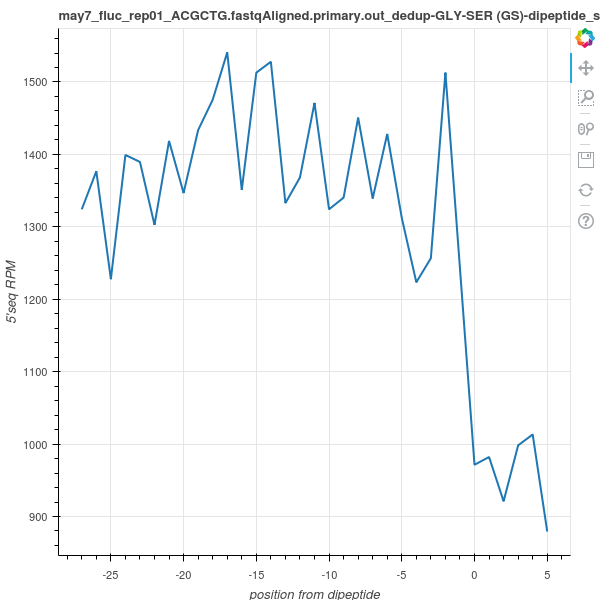 may7_fluc_rep01_ACGCTG.fastqAligned.primary.out_dedup-GLY-SER (GS)-dipeptide_s
1500
1400
1300
1200
1100
1000
900
5'seq RPM
-25 -20 -15 -10 -5 0 5
position from dipeptide